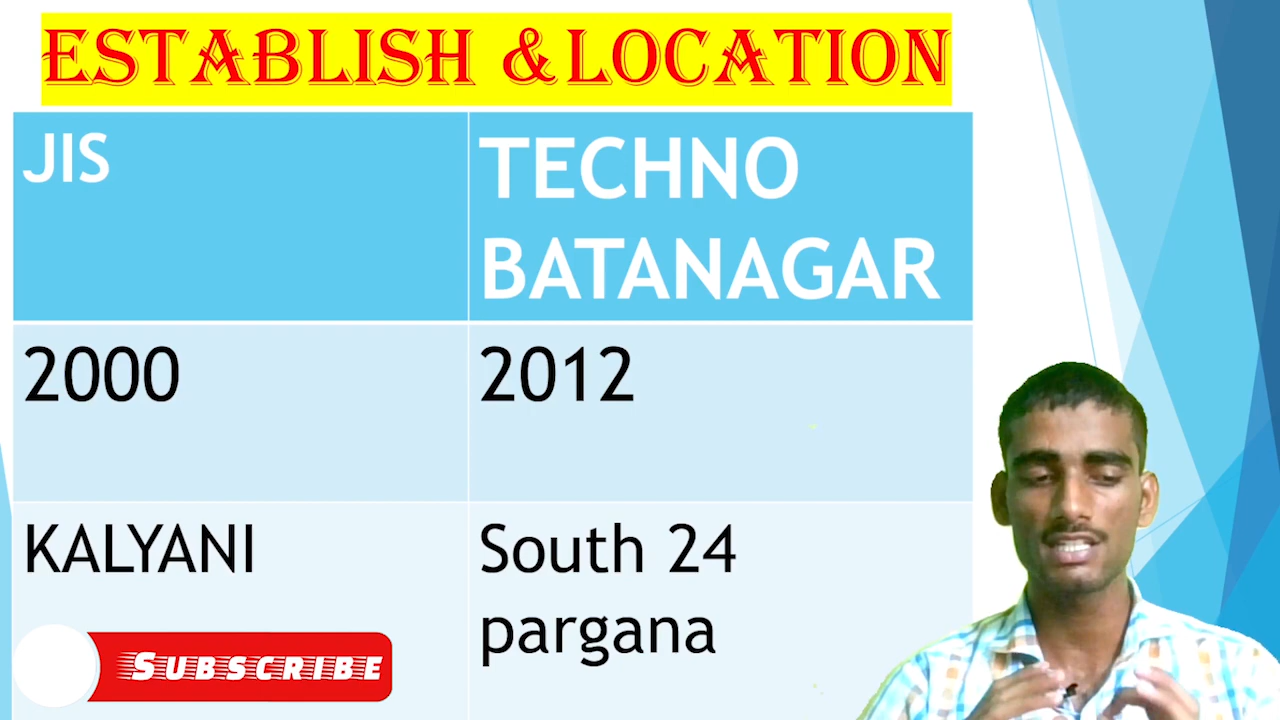 ESTABLISH &LOCATION
JIS
TECHNO
BATANAGAR
2000
2012
KALYANI
South 24
pargana
SUBSCRIBE